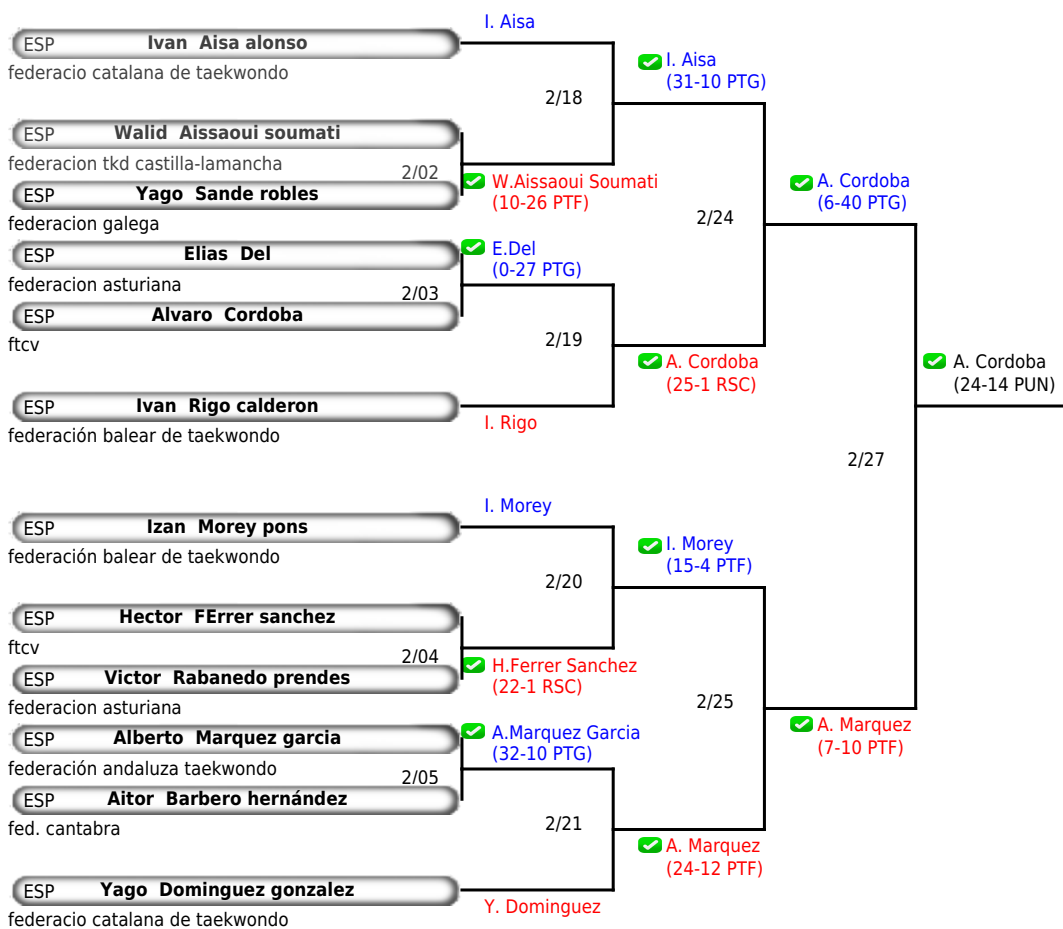 I. Aisa
ESP Ivan Aisa alonso
federacio catalana de taekwondo
I. Aisa
(31-10 PTG)
2/18
ESP Walid Aissaoui soumati
federacion tkd castilla-lamancha
2/02
W.Aissaoui Soumati
(10-26 PTF)
ESP Yago Sande robles
federacion galega
A. Cordoba
(6-40 PTG)
2/24
ESP Elias Del
federacion asturiana
E.Del
(0-27 PTG)
2/03
ESP Alvaro Cordoba
ftcv
2/19
A. Cordoba
(25-1 RSC)
A. Cordoba
(24-14 PUN)
ESP Ivan Rigo calderon
federación balear de taekwondo
I. Rigo
2/27
I. Morey
ESP Izan Morey pons
federación balear de taekwondo
I. Morey
(15-4 PTF)
2/20
ESP Hector FErrer sanchez
ftcv
2/04
H.Ferrer Sanchez
(22-1 RSC)
ESP Victor Rabanedo prendes
federacion asturiana
2/25
A. Marquez
(7-10 PTF)
ESP Alberto Marquez garcia
federación andaluza taekwondo
A.Marquez Garcia
(32-10 PTG)
2/05
ESP Aitor Barbero hernández
fed. cantabra
2/21
A. Marquez
(24-12 PTF)
ESP Yago Dominguez gonzalez
federacio catalana de taekwondo
Y. Dominguez